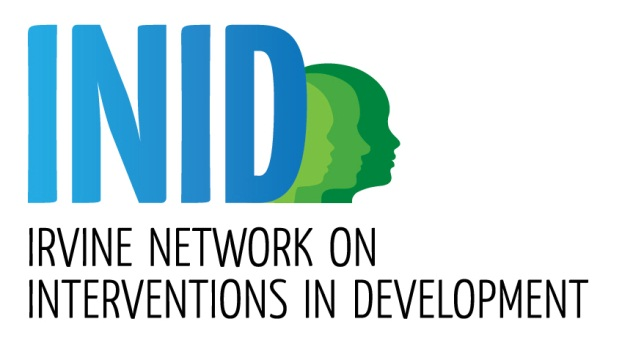 INID
IRVINE NETWORK ON
INTERVENTIONS IN DEVELOPMENT